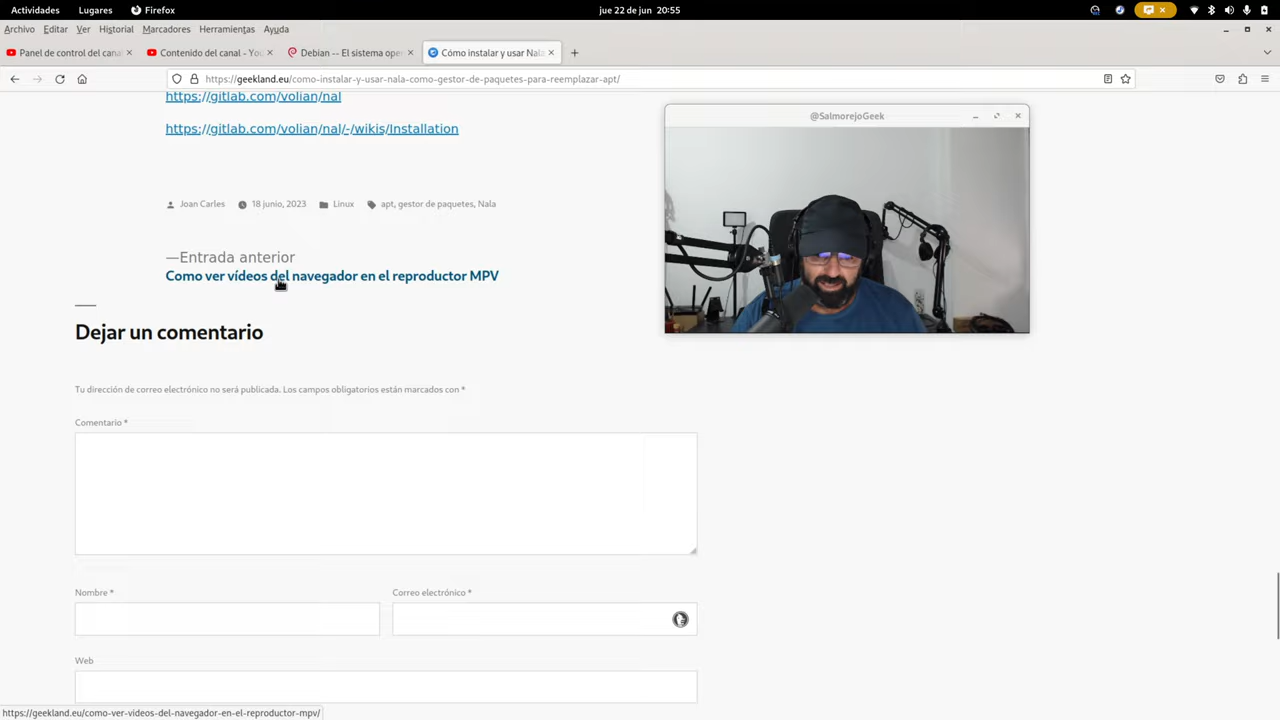 Actividades Lugares Firefox jue 22 de jun 20:55
Archivo Editar Ver Historial Marcadores Herramientas Ayuda
Panel de control del cana Contenido del canal - You Debian -- El sistema oper Cómo instalar y usar Nala
https://geekland.eu/como-instalar-y-usar-nala-como-gestor-de-paquetes-para-reemplazar-apt/
https://gitlab.com/volian/nal
https://gitlab.com/volian/nal/-/wikis/Installation
@SalmorejoGeek
Joan Carles 18 junio, 2023 Linux apt, gestor de paquetes, Nala
—Entrada anterior
Como ver vídeos del navegador en el reproductor MPV
Dejar un comentario
Tu dirección de correo electrónico no será publicada. Los campos obligatorios están marcados con *
Comentario *
Nombre * Correo electrónico *
Web
https://geekland.eu/como-ver-videos-del-navegador-en-el-reproductor-mpv/